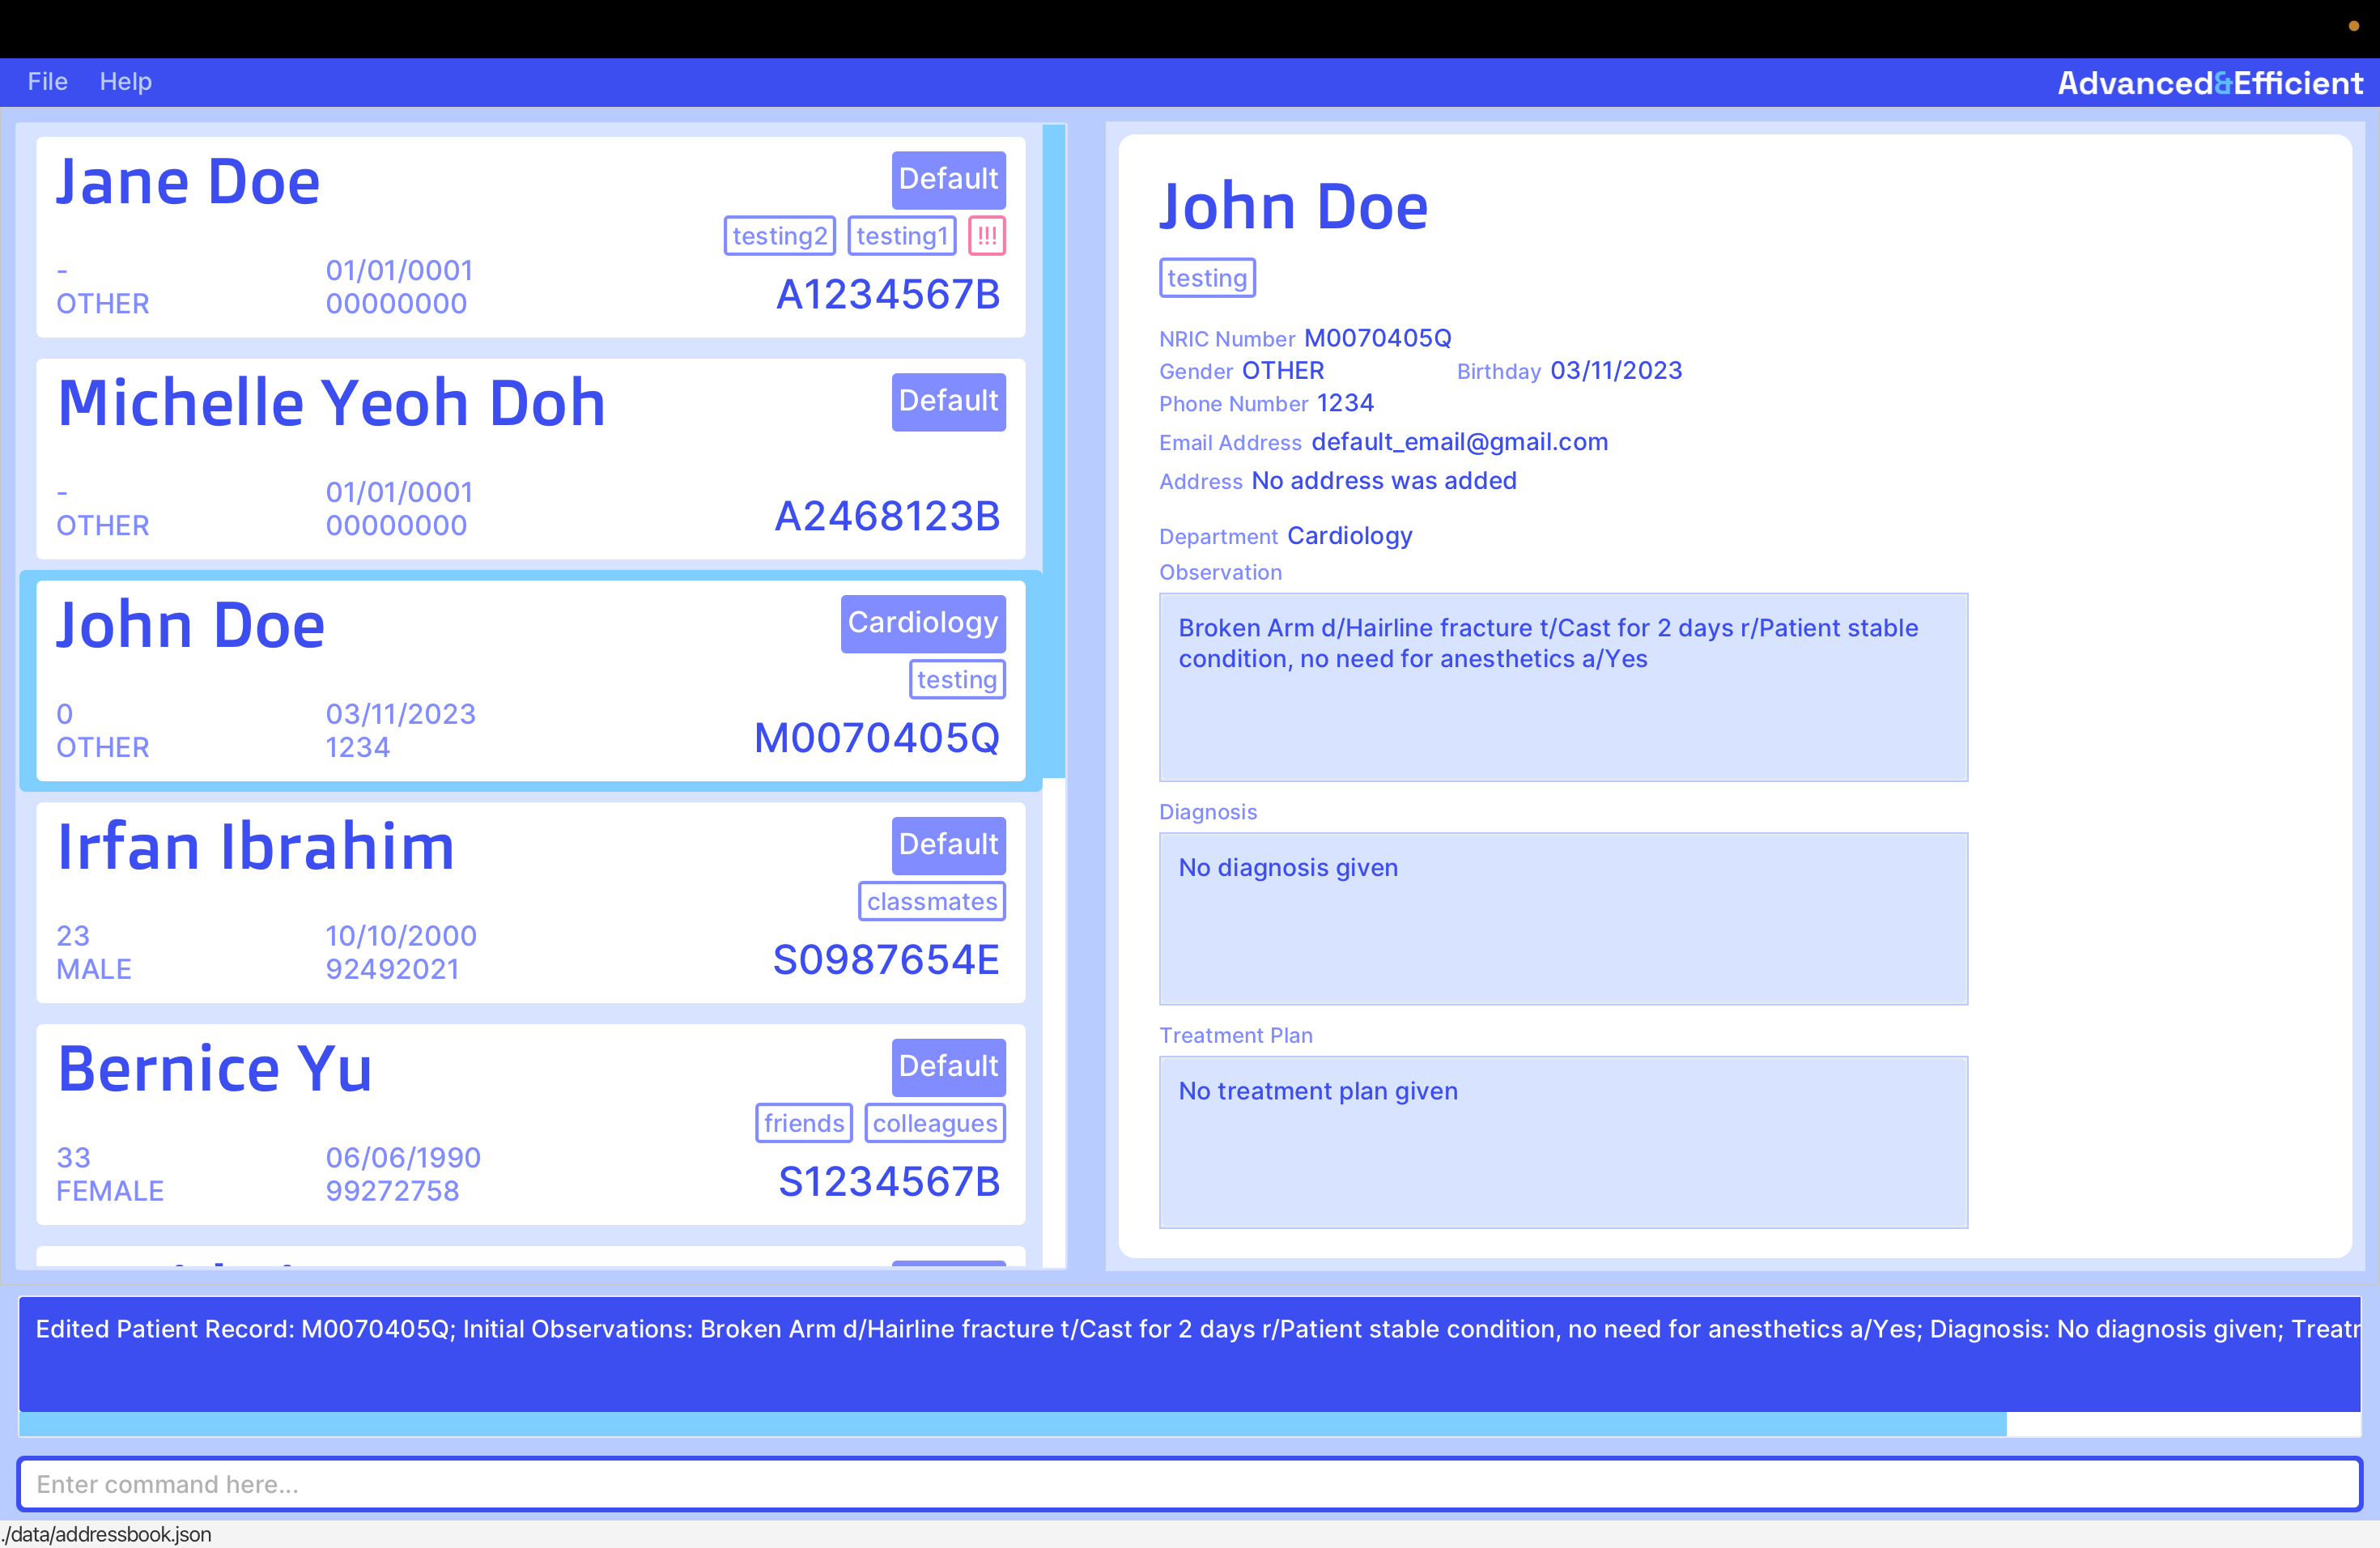 File Help
Advanced&Efficient
Jane Doe
Default
testing2 testing1 !!!
- 01/01/0001
OTHER 00000000
A1234567B
Michelle Yeoh Doh
Default
- 01/01/0001
OTHER 00000000
A2468123B
John Doe
Cardiology
testing
0 03/11/2023
OTHER 1234
M0070405Q
Irfan Ibrahim
Default
classmates
23 10/10/2000
MALE 92492021
S0987654E
Bernice Yu
Default
friends colleagues
33 06/06/1990
FEMALE 99272758
S1234567B
John Doe
testing
NRIC Number M0070405Q
Gender OTHER Birthday 03/11/2023
Phone Number 1234
Email Address default_email@gmail.com
Address No address was added
Department Cardiology
Observation
Broken Arm d/Hairline fracture t/Cast for 2 days r/Patient stable
condition, no need for anesthetics a/Yes
Diagnosis
No diagnosis given
Treatment Plan
No treatment plan given
Edited Patient Record: M0070405Q; Initial Observations: Broken Arm d/Hairline fracture t/Cast for 2 days r/Patient stable condition, no need for anesthetics a/Yes; Diagnosis: No diagnosis given; Treatr
Enter command here...
./data/addressbook.json